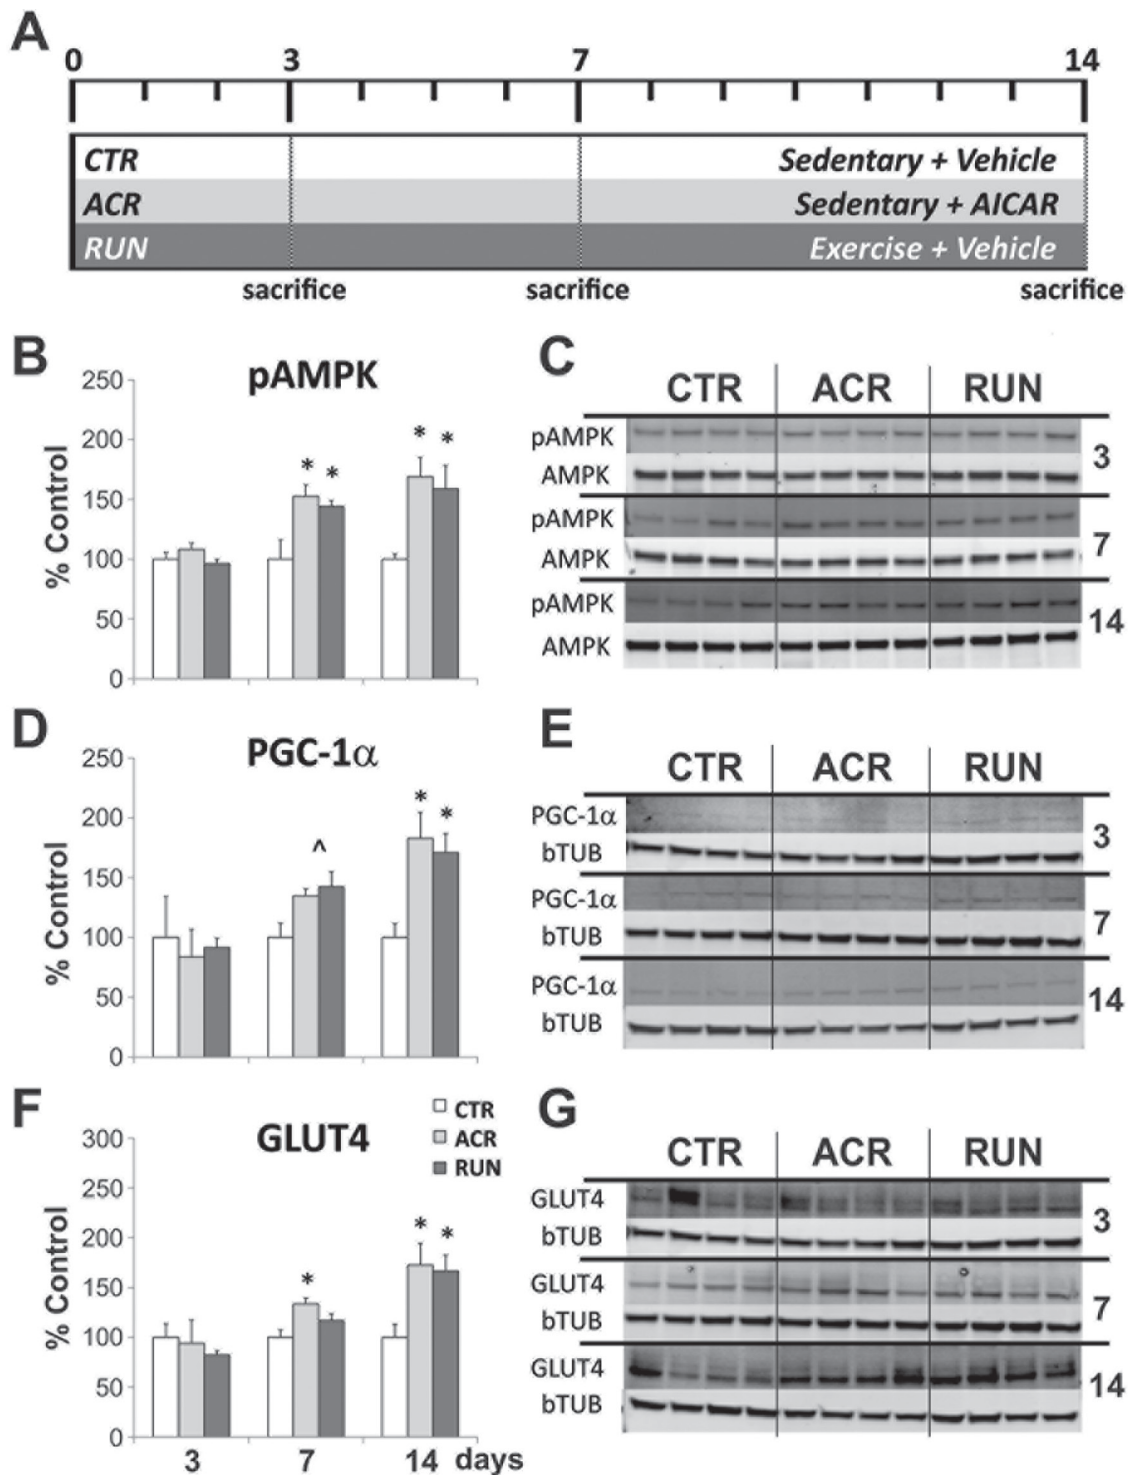 A
0 3 7 14
CTR Sedentary + Vehicle
ACR Sedentary + AICAR
RUN Exercise + Vehicle
sacrifice sacrifice sacrifice
B
pAMPK
% Control
250
200
150
100
50
0
* * * *
C
CTR ACR RUN
pAMPK
AMPK
3
pAMPK
AMPK
7
pAMPK
AMPK
14
D
PGC-1α
% Control
250
200
150
100
50
0
^ * *
E
CTR ACR RUN
PGC-1α
bTUB
3
PGC-1α
bTUB
7
PGC-1α
bTUB
14
F
GLUT4
CTR
ACR
RUN
% Control
300
250
200
150
100
50
0
* * *
3 7 14 days
G
CTR ACR RUN
GLUT4
bTUB
3
GLUT4
bTUB
7
GLUT4
bTUB
14